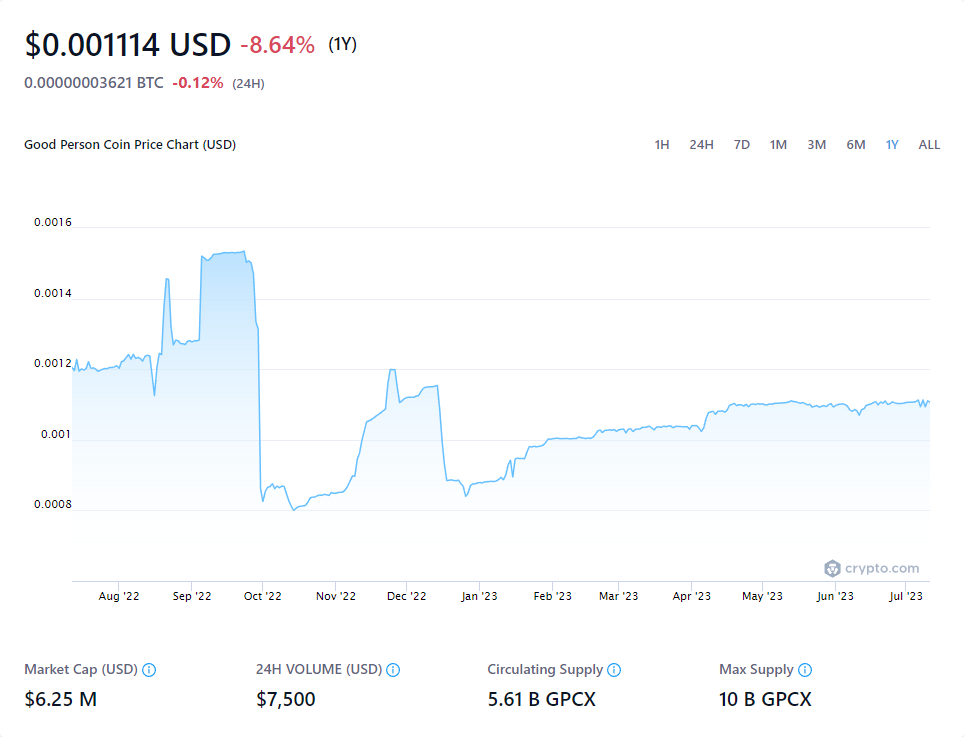 $0.001114 USD -8.64% (1Y)
0.00000003621 BTC -0.12% (24H)
Good Person Coin Price Chart (USD) 1H 24H 7D 1M 3M 6M 1Y ALL
0.0016
0.0014
0.0012
0.001
0.0008
crypto.com
Aug '22 Sep '22 Oct '22 Nov '22 Dec '22 Jan '23 Feb '23 Mar '23 Apr '23 May '23 Jun '23 Jul '23
Market Cap (USD) 24H VOLUME (USD) Circulating Supply Max Supply
$6.25 M $7,500 5.61 B GPCX 10 B GPCX